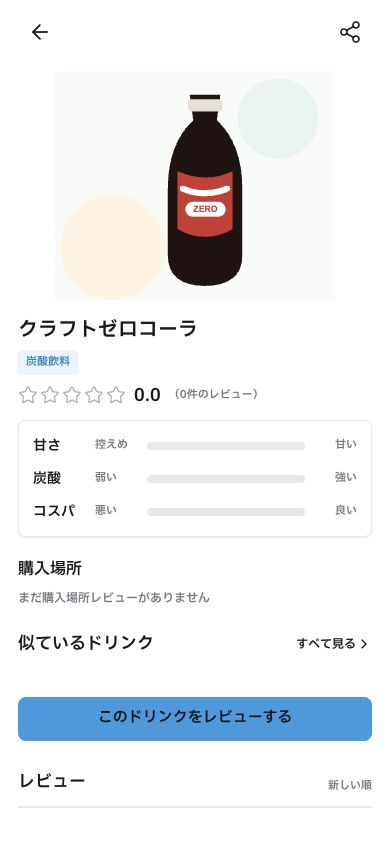 ZERO
クラフトゼロコーラ
炭酸飲料
0.0 （0件のレビュー）
甘さ 控えめ 甘い
炭酸 弱い 強い
コスパ 悪い 良い
購入場所
まだ購入場所レビューがありません
似ているドリンク すべて見る
このドリンクをレビューする
レビュー 新しい順